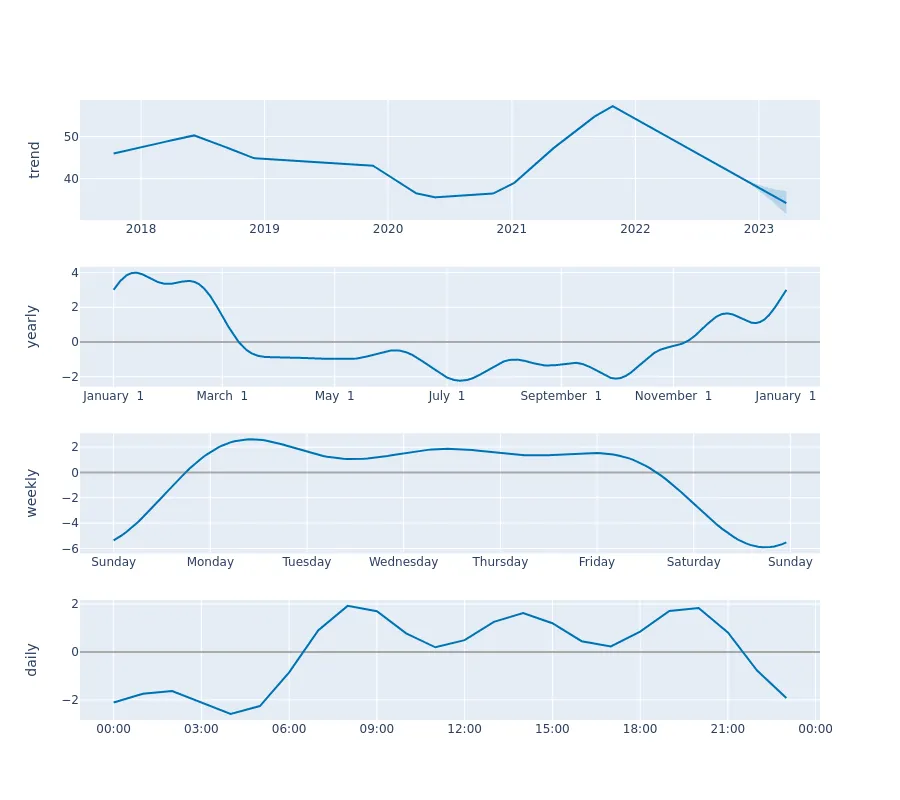 trend
50
40
2018 2019 2020 2021 2022 2023
yearly
4
2
0
−2
January 1 March 1 May 1 July 1 September 1 November 1 January 1
weekly
2
0
−2
−4
−6
Sunday Monday Tuesday Wednesday Thursday Friday Saturday Sunday
daily
2
0
−2
00:00 03:00 06:00 09:00 12:00 15:00 18:00 21:00 00:00